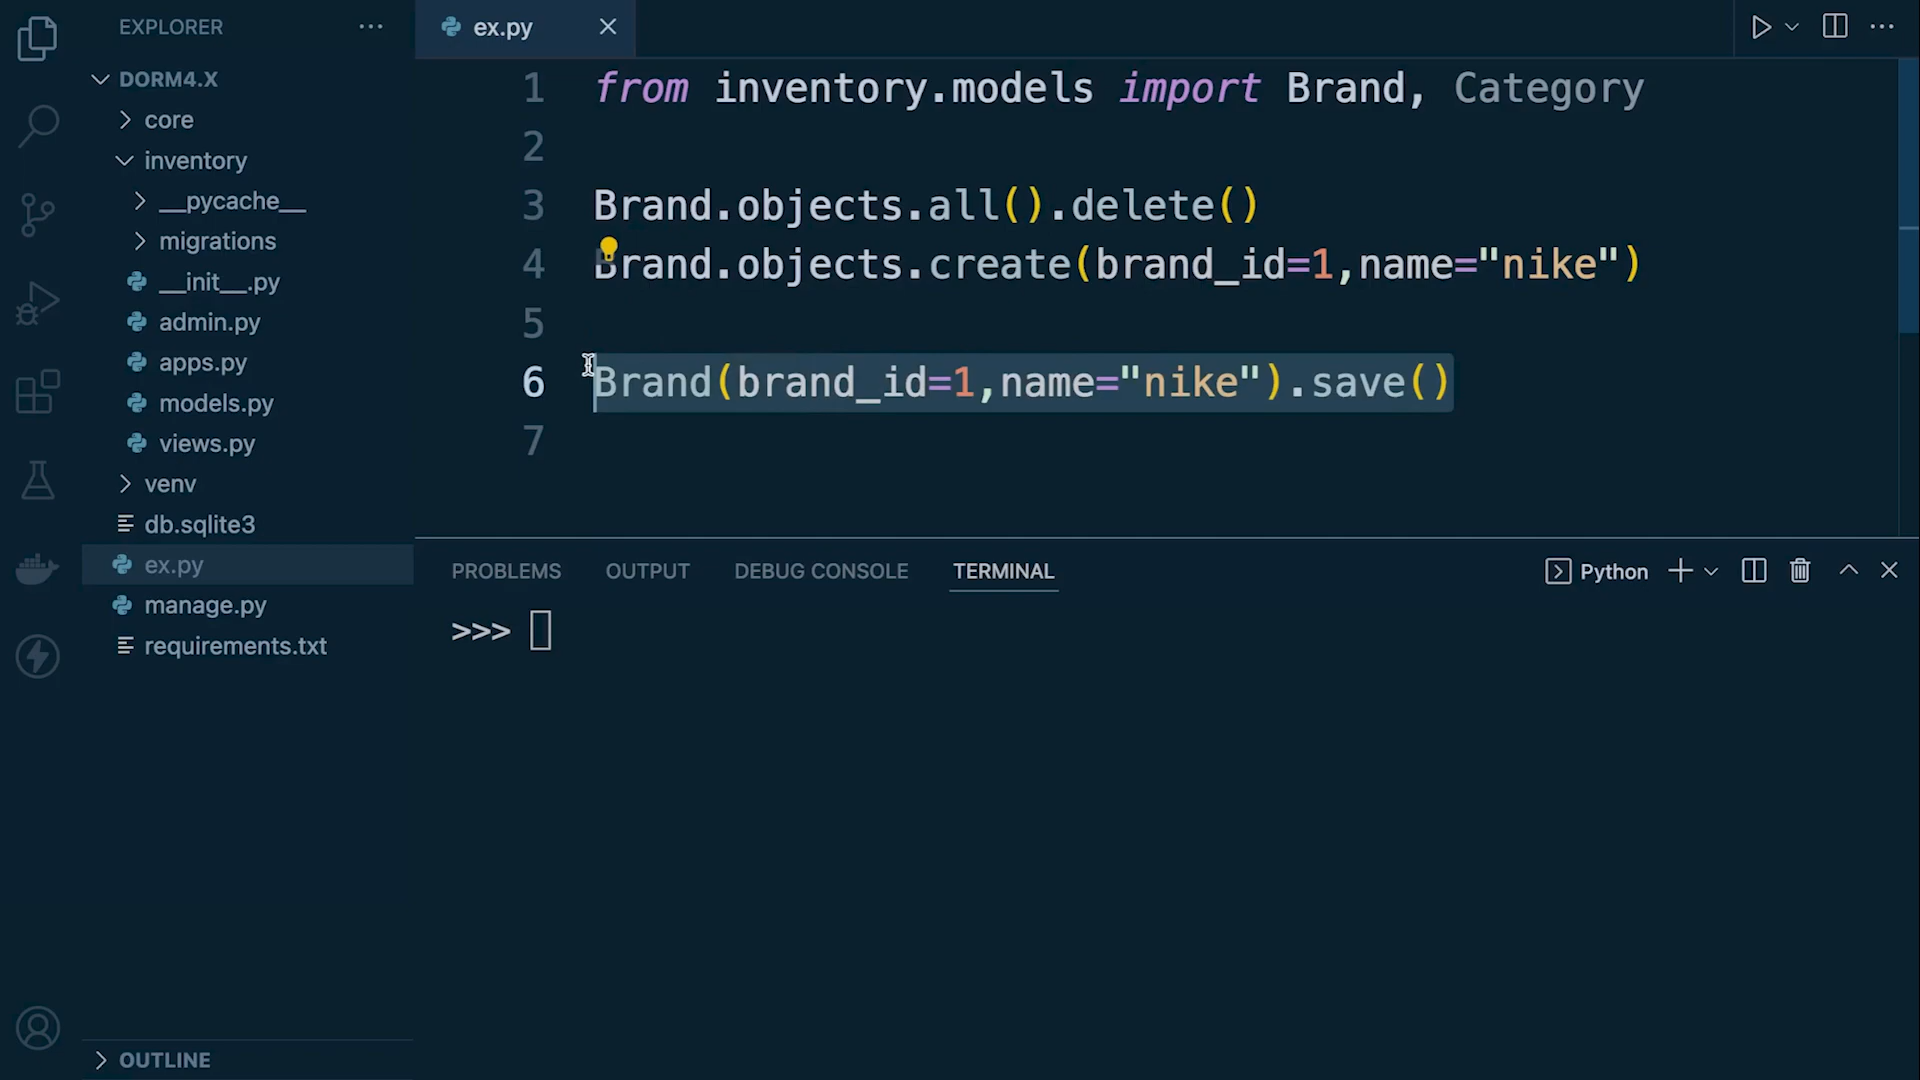 EXPLORER
DORM4.X
core
inventory
__pycache__
migrations
__init__.py
admin.py
apps.py
models.py
views.py
venv
db.sqlite3
ex.py
manage.py
requirements.txt
OUTLINE
ex.py
1 from inventory.models import Brand, Category
2
3 Brand.objects.all().delete()
4 Brand.objects.create(brand_id=1,name="nike")
5
6 Brand(brand_id=1,name="nike").save()
7
PROBLEMS OUTPUT DEBUG CONSOLE TERMINAL Python
>>>